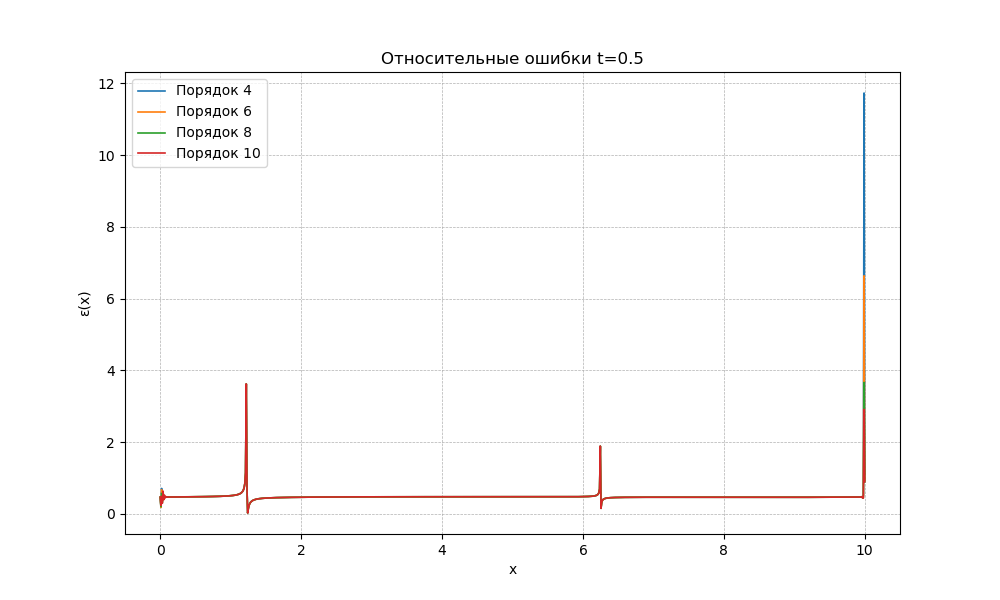 Относительные ошибки t=0.5
Порядок 4
Порядок 6
Порядок 8
Порядок 10
12
10
8
6
4
2
0
ε(x)
0
2
4
6
8
10
x